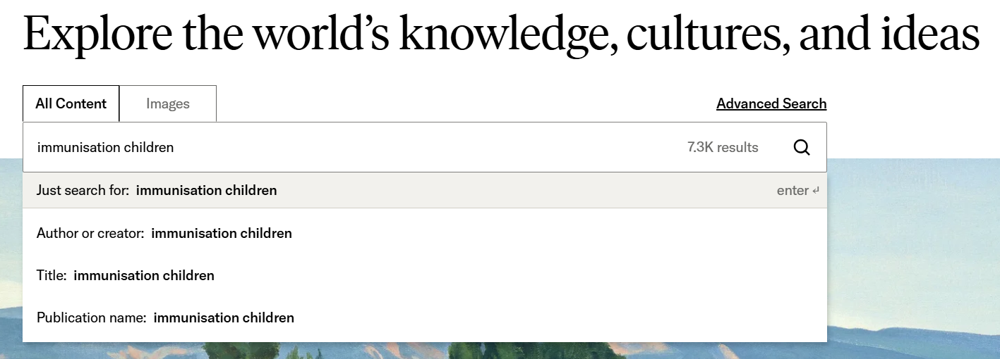 Explore the world’s knowledge, cultures, and ideas
All Content
Images
Advanced Search
immunisation children
7.3K results
Just search for: immunisation children
enter ↵
Author or creator: immunisation children
Title: immunisation children
Publication name: immunisation children